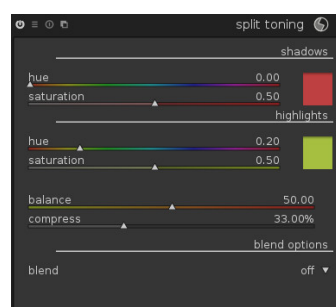 split toning
shadows
hue 0.00
saturation 0.50
highlights
hue 0.20
saturation 0.50
balance 50.00
compress 33.00%
blend options
blend off